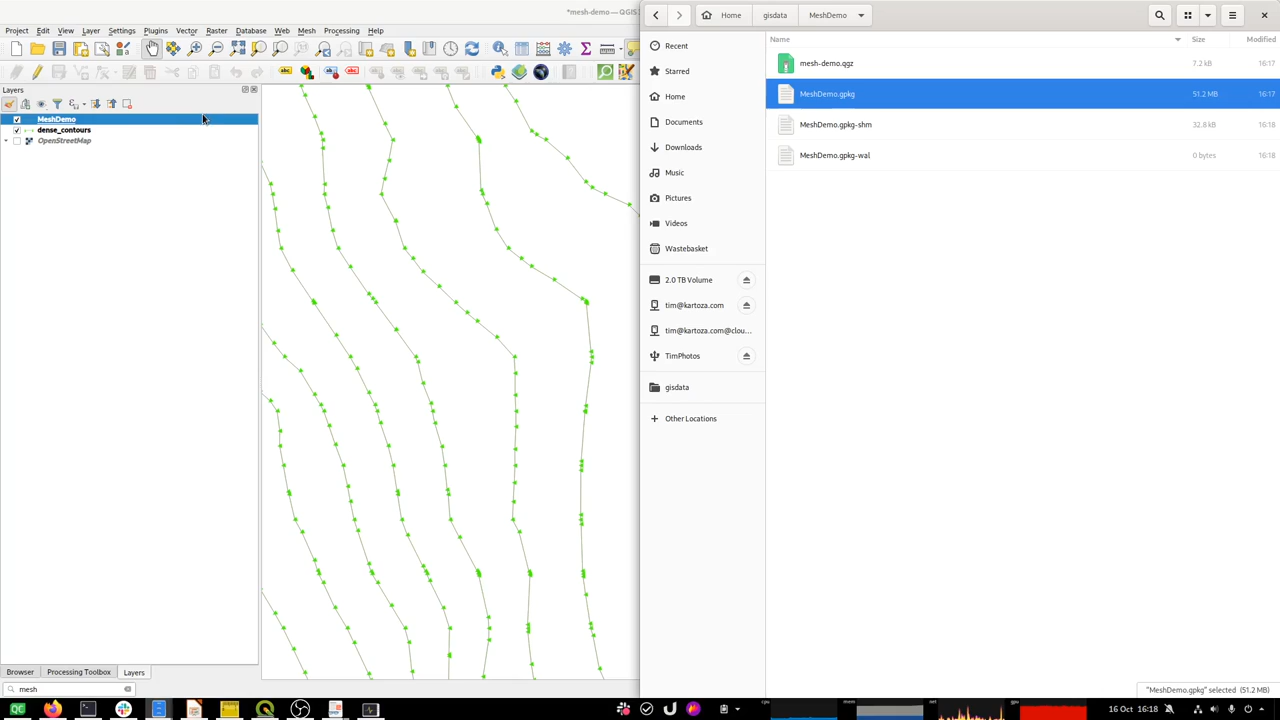 *mesh-demo — QGIS
Project Edit View Layer Settings Plugins Vector Raster Database Web Mesh Processing Help
Layers
MeshDemo
dense_contours
OpenStreetMap
Browser Processing Toolbox Layers
mesh
Home gisdata MeshDemo
Recent
Starred
Home
Documents
Downloads
Music
Pictures
Videos
Wastebasket
2.0 TB Volume
tim@kartoza.com
tim@kartoza.com@clou...
TimPhotos
gisdata
Other Locations
Name Size Modified
mesh-demo.qgz 7.2 kB 16:17
MeshDemo.gpkg 51.2 MB 16:17
MeshDemo.gpkg-shm 32.8 kB 16:18
MeshDemo.gpkg-wal 0 bytes 16:18
"MeshDemo.gpkg" selected (51.2 MB)
16 Oct 16:18